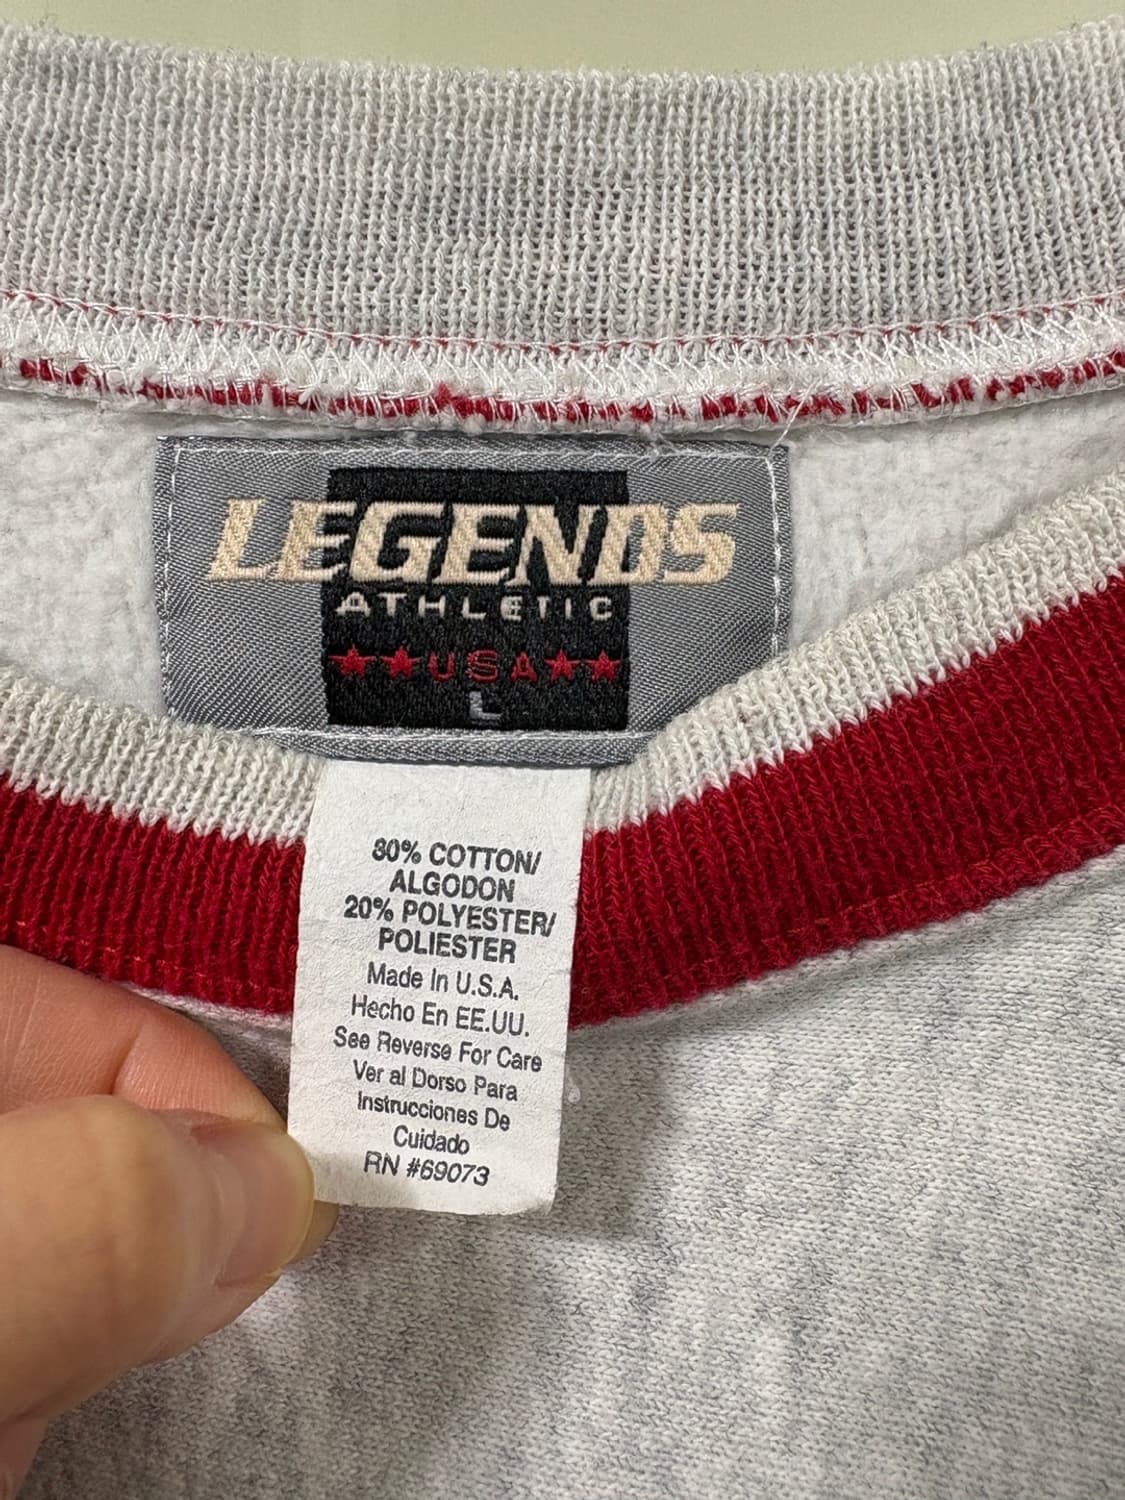 LEGENDS
ATHLETIC
★★USA★★
L
80% COTTON/
ALGODON
20% POLYESTER/
POLIESTER
Made In U.S.A.
Hecho En EE.UU.
See Reverse For Care
Ver al Dorso Para
Instrucciones De
Cuidado
RN #69073